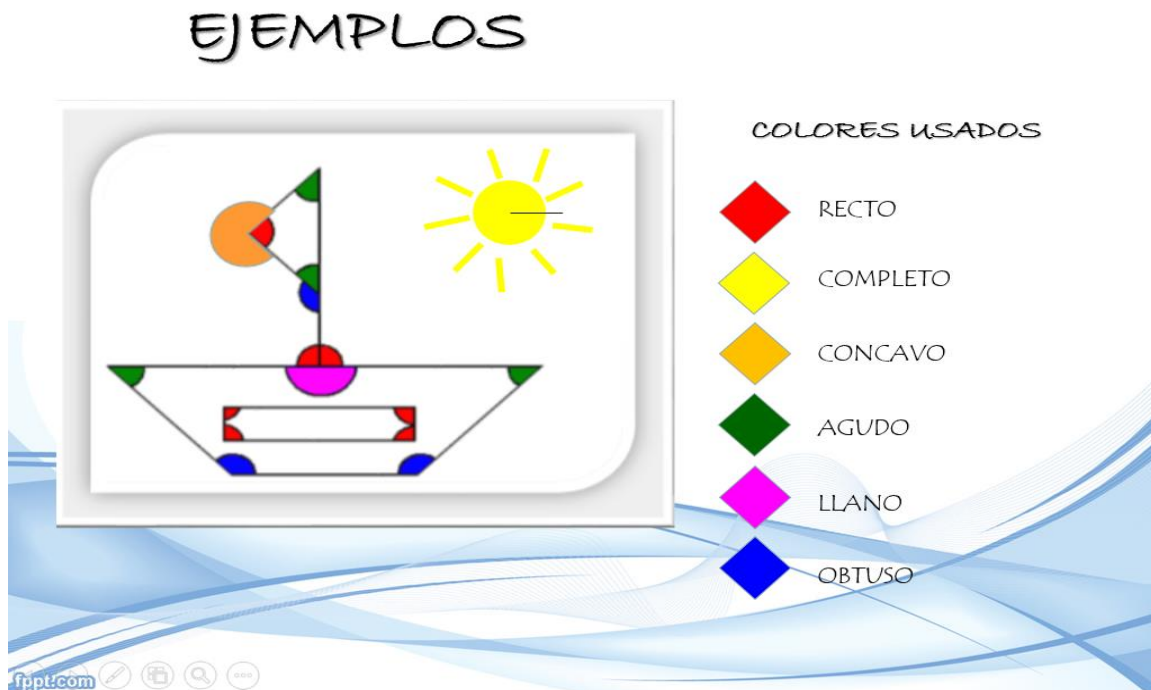 EJEMPLOS
COLORES USADOS
RECTO
COMPLETO
CONCAVO
AGUDO
LLANO
OBTUSO
fppt.com